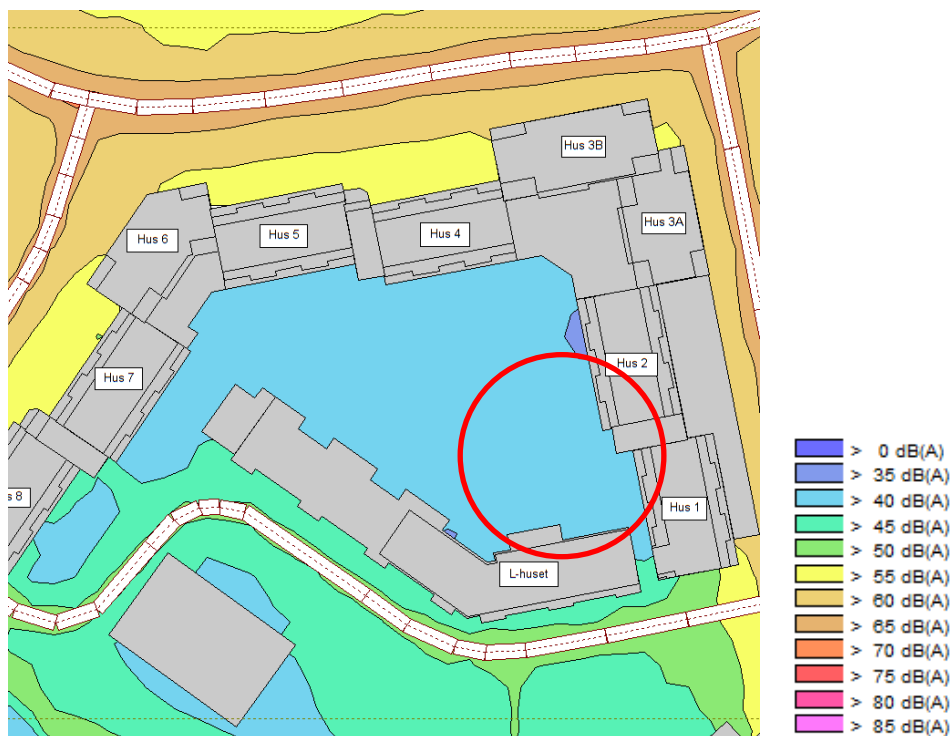 Hus 3B
Hus 3A
Hus 6
Hus 5
Hus 4
Hus 7
Hus 2
s 8
Hus 1
L-huset
> 0 dB(A)
> 35 dB(A)
> 40 dB(A)
> 45 dB(A)
> 50 dB(A)
> 55 dB(A)
> 60 dB(A)
> 65 dB(A)
> 70 dB(A)
> 75 dB(A)
> 80 dB(A)
> 85 dB(A)